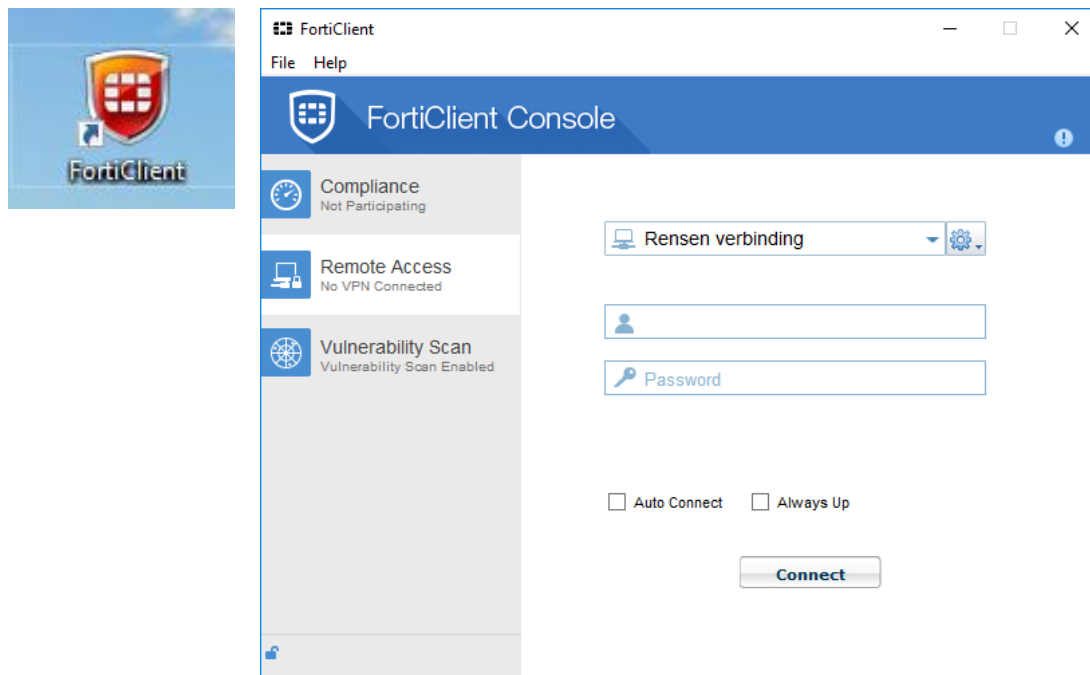 FortiClient
FortiClient
File Help
FortiClient Console
Compliance
Not Participating
Rensen verbinding
Remote Access
No VPN Connected
Vulnerability Scan
Vulnerability Scan Enabled
Password
Auto Connect
Always Up
Connect